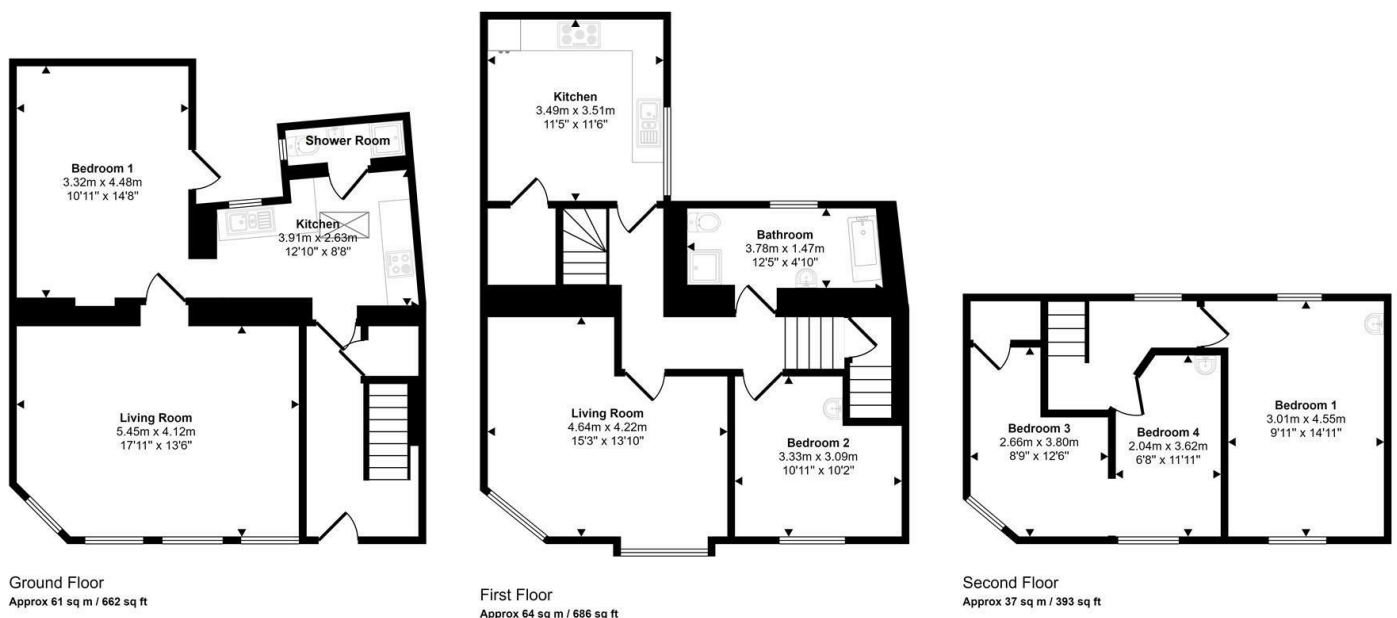 Bedroom 1
3.32m x 4.48m
10'11" x 14'8"
Shower Room
Kitchen
3.91m x 2.63m
12'10" x 8'8"
Living Room
5.45m x 4.12m
17'11" x 13'6"
Ground Floor
Approx 61 sq m / 662 sq ft
Kitchen
3.49m x 3.51m
11'5" x 11'6"
Bathroom
3.78m x 1.47m
12'5" x 4'10"
Living Room
4.64m x 4.22m
15'3" x 13'10"
Bedroom 2
3.33m x 3.09m
10'11" x 10'2"
First Floor
Approx 64 sq m / 686 sq ft
Bedroom 3
2.66m x 3.80m
8'9" x 12'6"
Bedroom 4
2.04m x 3.62m
6'8" x 11'11"
Bedroom 1
3.01m x 4.55m
9'11" x 14'11"
Second Floor
Approx 37 sq m / 393 sq ft